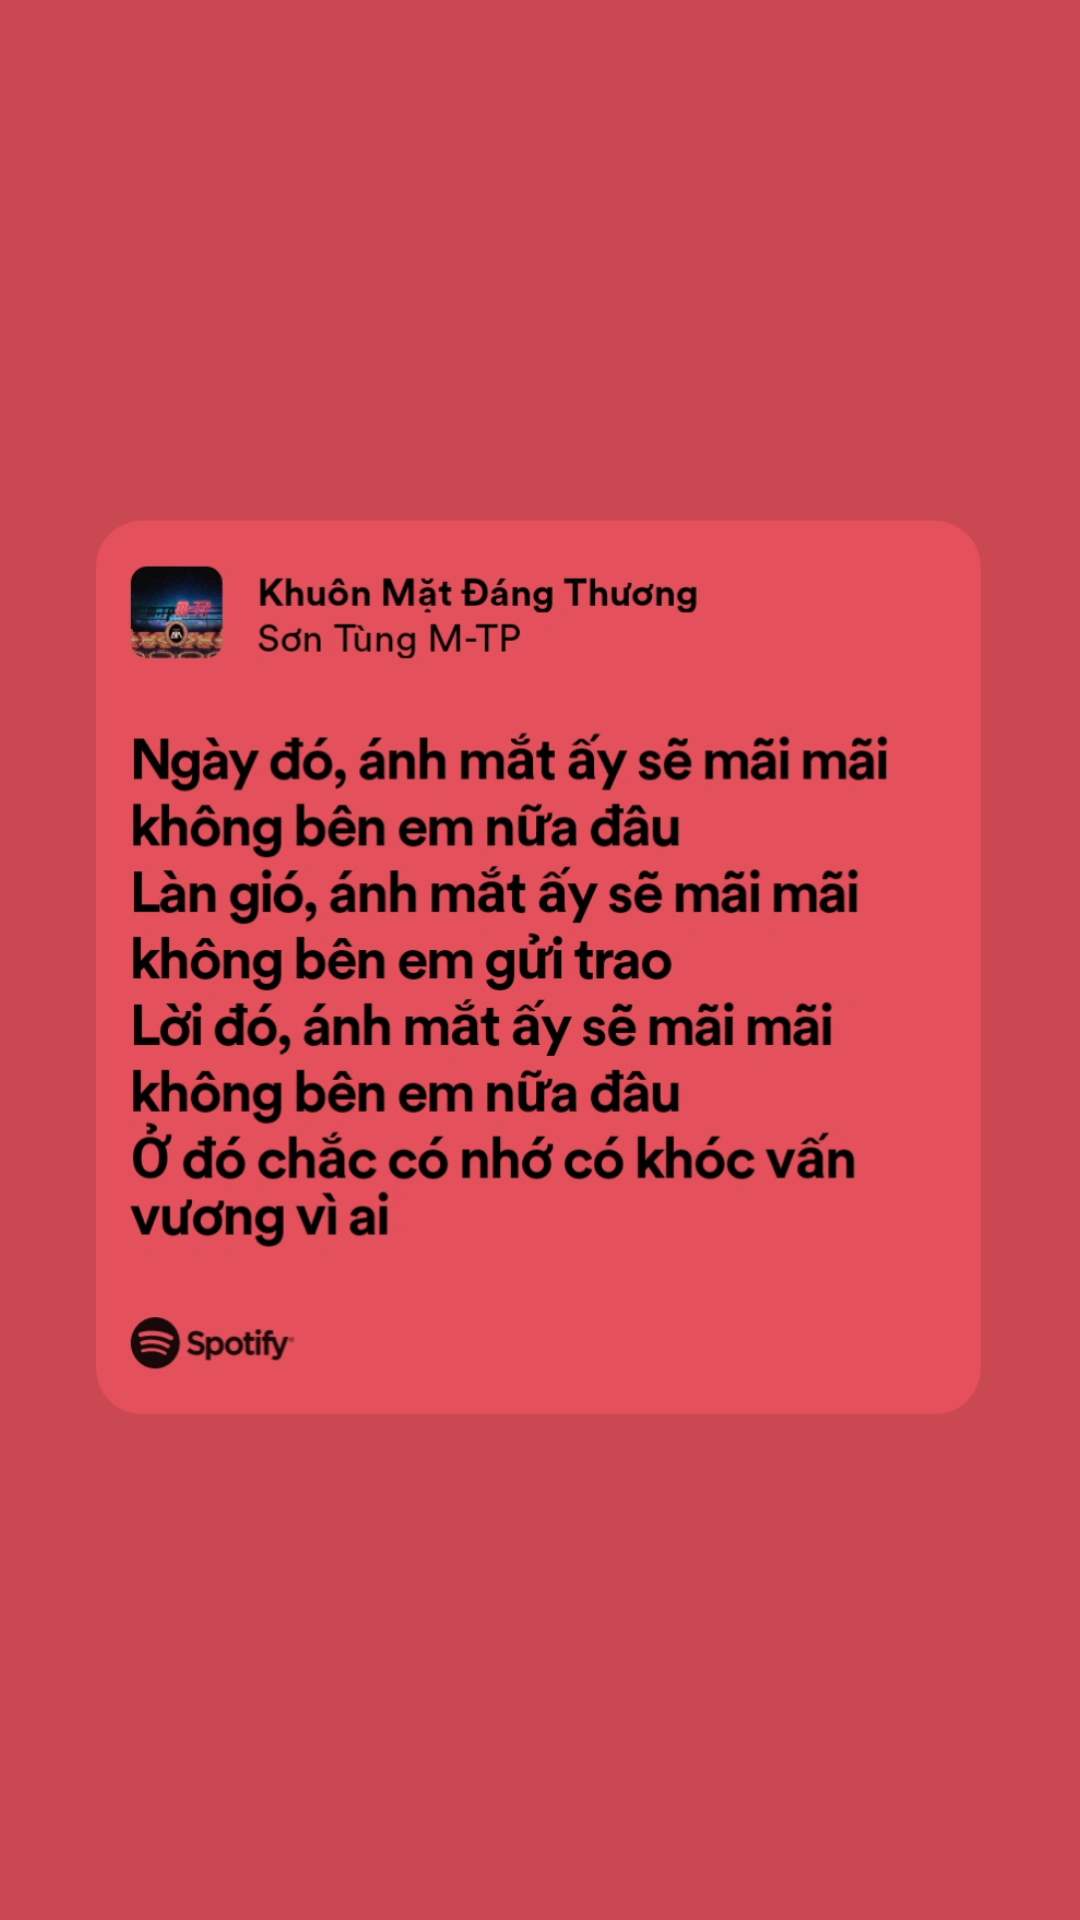 Khuôn Mặt Đáng Thương
Sơn Tùng M-TP
Ngày đó, ánh mắt ấy sẽ mãi mãi
không bên em nữa đâu
Làn gió, ánh mắt ấy sẽ mãi mãi
không bên em gửi trao
Lời đó, ánh mắt ấy sẽ mãi mãi
không bên em nữa đâu
Ở đó chắc có nhớ có khóc vấn
vương vì ai
Spotify